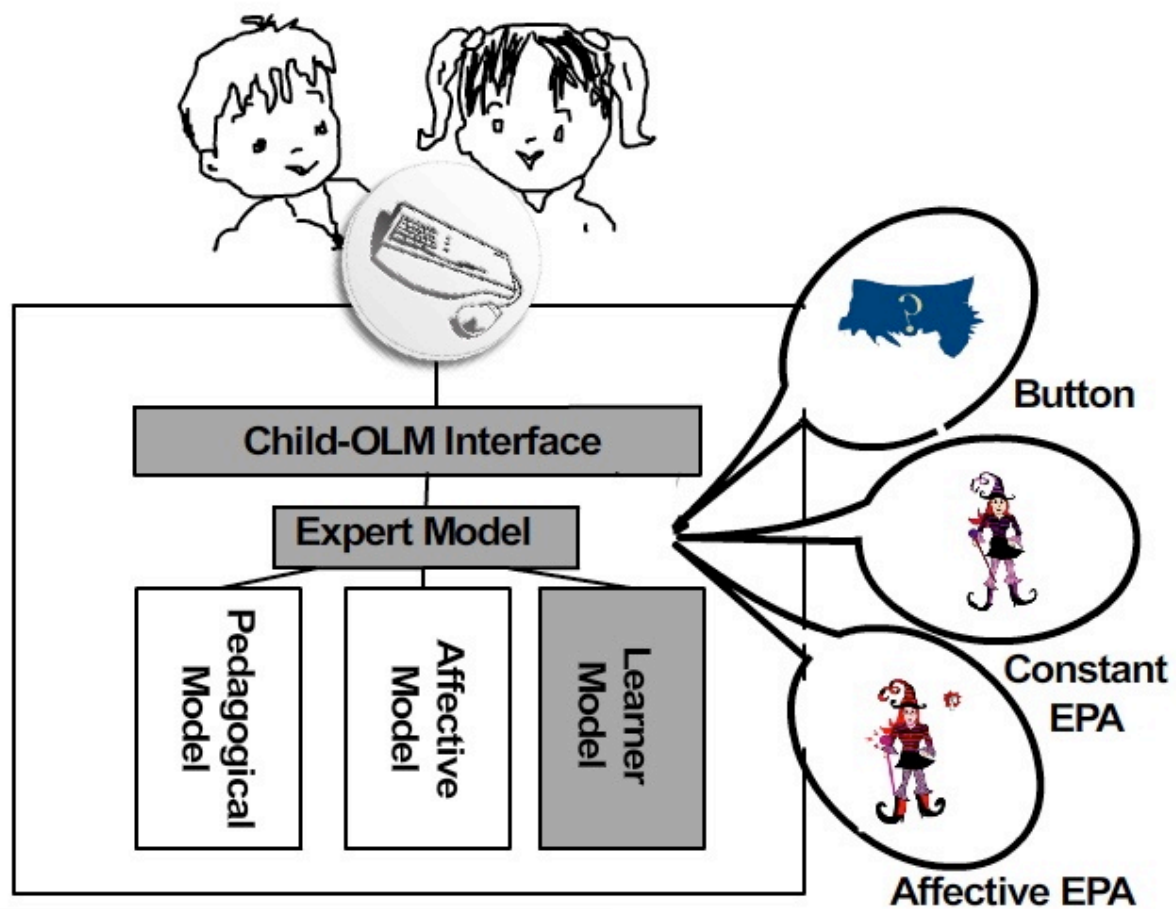 ?
Button
Child-OLM Interface
Expert Model
Constant
EPA
Pedagogical
Model
Affective
Model
Learner
Model
Affective EPA